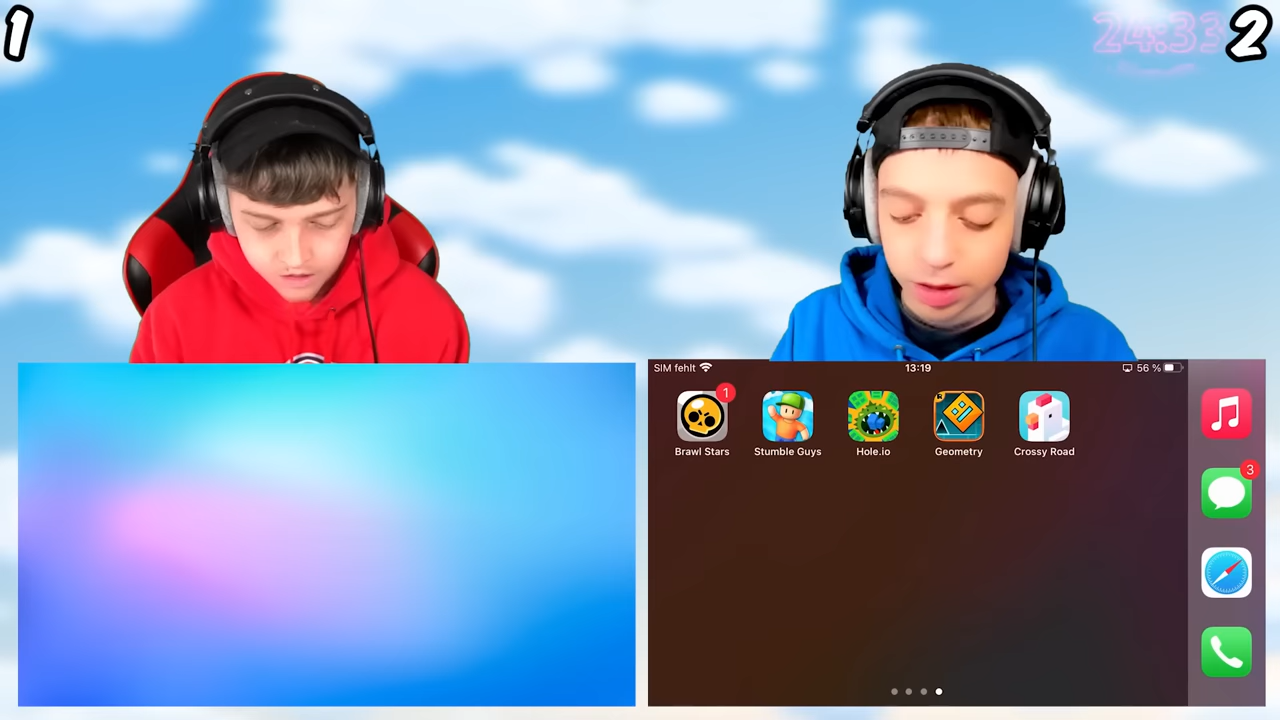 1
24:33
2
SIM fehlt
13:19
56 %
1
Brawl Stars
Stumble Guys
Hole.io
Geometry
Crossy Road
3